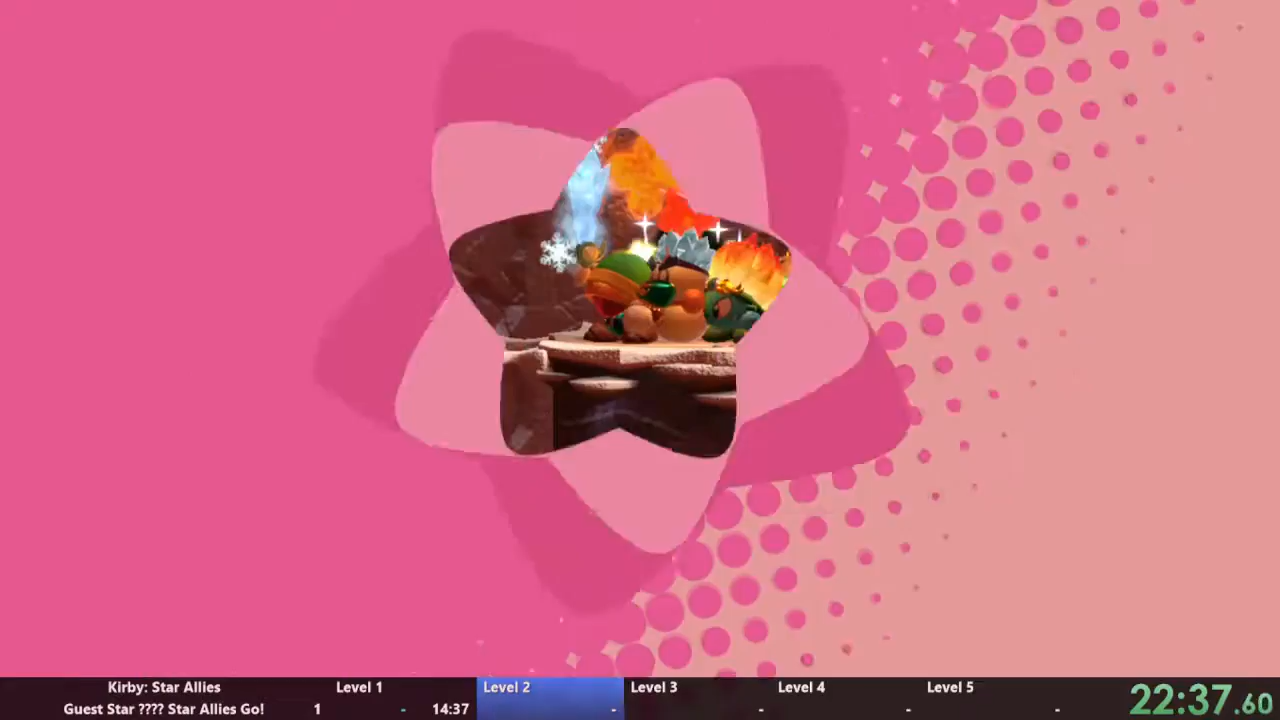 Kirby: Star Allies Level 1 Level 2 Level 3 Level 4 Level 5
Guest Star ???? Star Allies Go! 1 - 14:37 - - - - 22:37.60